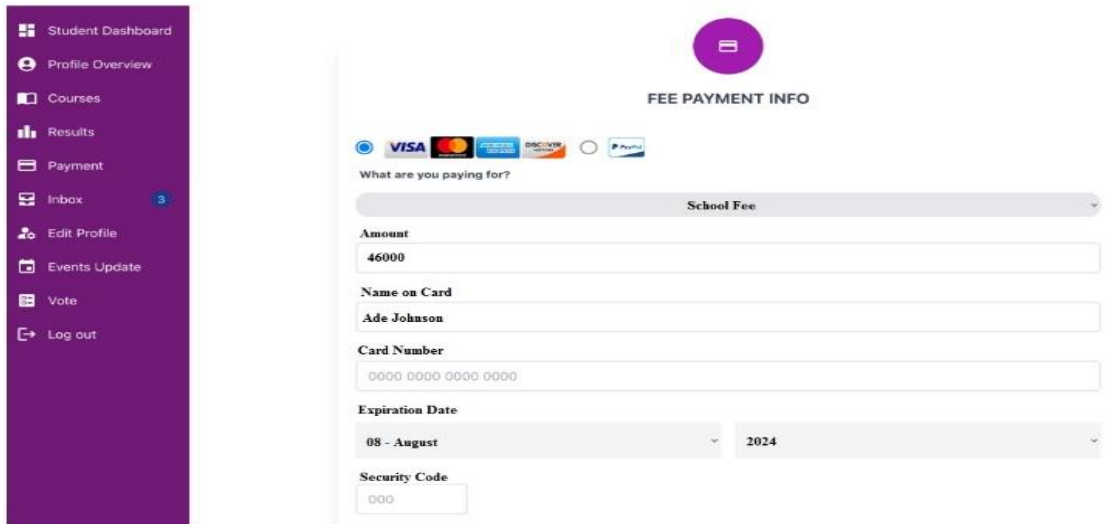 Student Dashboard
Profile Overview
Courses
Results
Payment
Inbox 3
Edit Profile
Events Update
Vote
Log out
FEE PAYMENT INFO
VISA DISCOVER PayPal
What are you paying for?
School Fee
Amount
46000
Name on Card
Ade Johnson
Card Number
0000 0000 0000 0000
Expiration Date
08 - August 2024
Security Code
000